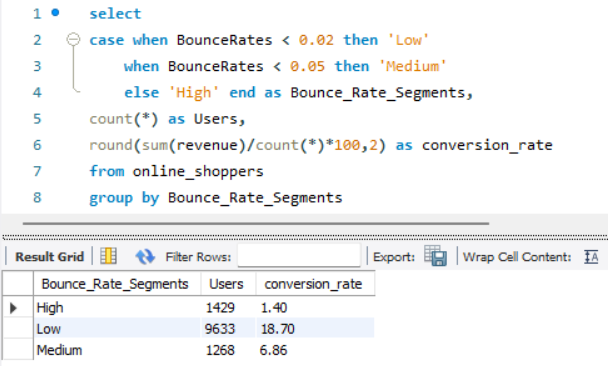 1 select
2 case when BounceRates < 0.02 then 'Low'
3 when BounceRates < 0.05 then 'Medium'
4 else 'High' end as Bounce_Rate_Segments,
5 count(*) as Users,
6 round(sum(revenue)/count(*)*100,2) as conversion_rate
7 from online_shoppers
8 group by Bounce_Rate_Segments
Result Grid Filter Rows: Export: Wrap Cell Content: IA
Bounce_Rate_Segments Users conversion_rate
High 1429 1.40
Low 9633 18.70
Medium 1268 6.86